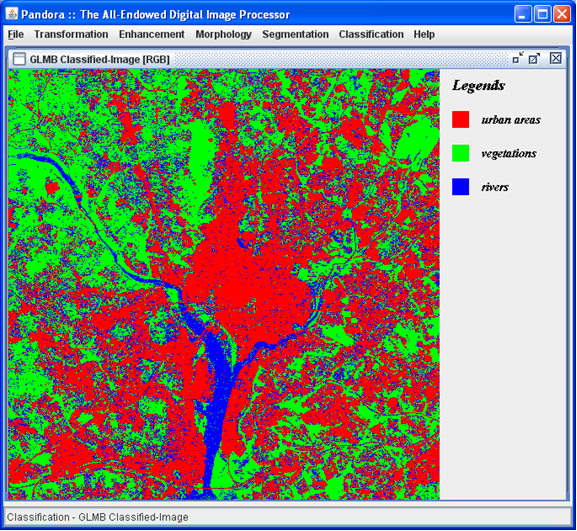 Pandora :: The All-Endowed Digital Image Processor
File Transformation Enhancement Morphology Segmentation Classification Help
GLMB Classified-Image [RGB]
Legends
urban areas
vegetations
rivers
Classification - GLMB Classified-Image